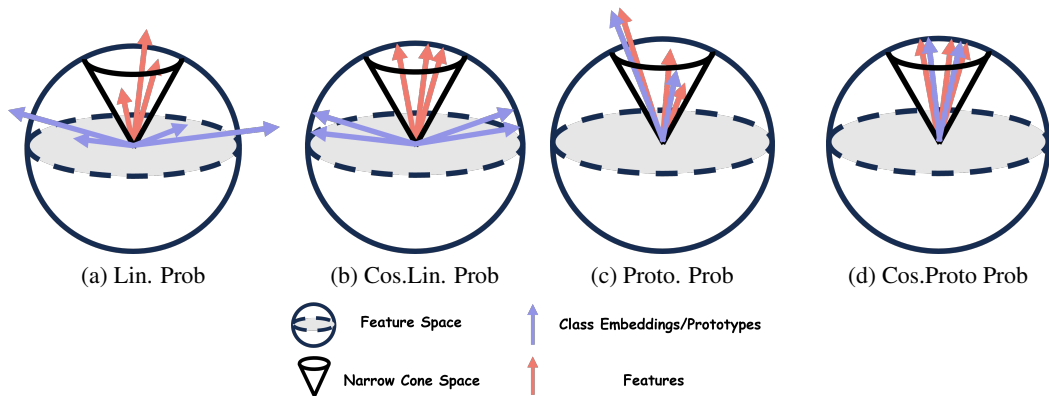 (a) Lin. Prob
(b) Cos.Lin. Prob
(c) Proto. Prob
(d) Cos.Proto Prob
Feature Space
Class Embeddings/Prototypes
Narrow Cone Space
Features